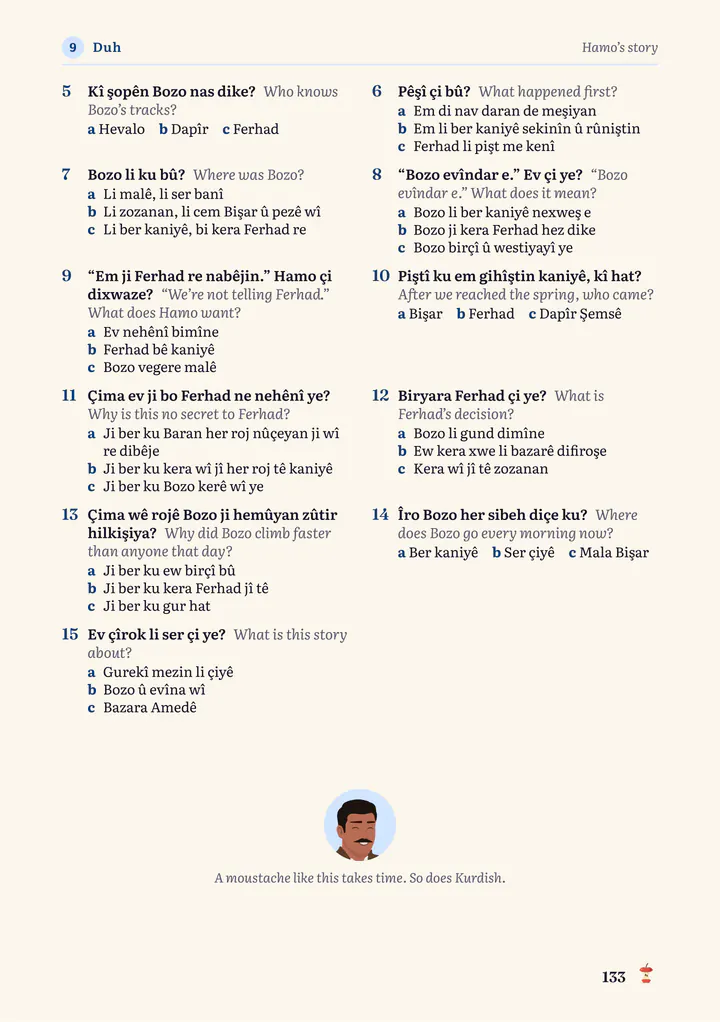 9 Duh
Hamo's story
5 Kî şopên Bozo nas dike? Who knows
Bozo's tracks?
a Hevalo b Dapîr c Ferhad
6 Pêşî çi bû? What happened first?
a Em di nav daran de meşiyan
b Em li ber kaniyê sekinîn û rûniştin
c Ferhad li pişt me kenî
7 Bozo li ku bû? Where was Bozo?
a Li malê, li ser banî
b Li zozanan, li cem Bişar û pezê wî
c Li ber kaniyê, bi kera Ferhad re
8 “Bozo evîndar e.” Ev çi ye? “Bozo
evîndar e.” What does it mean?
a Bozo li ber kaniyê nexweş e
b Bozo ji kera Ferhad hez dike
c Bozo birçî û westiyayî ye
9 “Em ji Ferhad re nabêjin.” Hamo çi
dixwaze? “We're not telling Ferhad.”
What does Hamo want?
a Ev nehênî bimîne
b Ferhad bê kaniyê
c Bozo vegere malê
10 Piştî ku em gihîştin kaniyê, kî hat?
After we reached the spring, who came?
a Bişar b Ferhad c Dapîr Şemsê
11 Çima ev ji bo Ferhad ne nehênî ye?
Why is this no secret to Ferhad?
a Ji ber ku Baran her roj nûçeyan ji wî
re dibêje
b Ji ber ku kera wî jî her roj tê kaniyê
c Ji ber ku Bozo kerê wî ye
12 Biryara Ferhad çi ye? What is
Ferhad's decision?
a Bozo li gund dimîne
b Ew kera xwe li bazarê difiroşe
c Kera wî jî tê zozanan
13 Çima wê rojê Bozo ji hemûyan zûtir
hilkişiya? Why did Bozo climb faster
than anyone that day?
a Ji ber ku ew birçî bû
b Ji ber ku kera Ferhad jî tê
c Ji ber ku gur hat
14 Îro Bozo her sibeh diçe ku? Where
does Bozo go every morning now?
a Ber kaniyê b Ser çiyê c Mala Bişar
15 Ev çîrok li ser çi ye? What is this story
about?
a Gurekî mezin li çiyê
b Bozo û evîna wî
c Bazara Amedê
A moustache like this takes time. So does Kurdish.
133